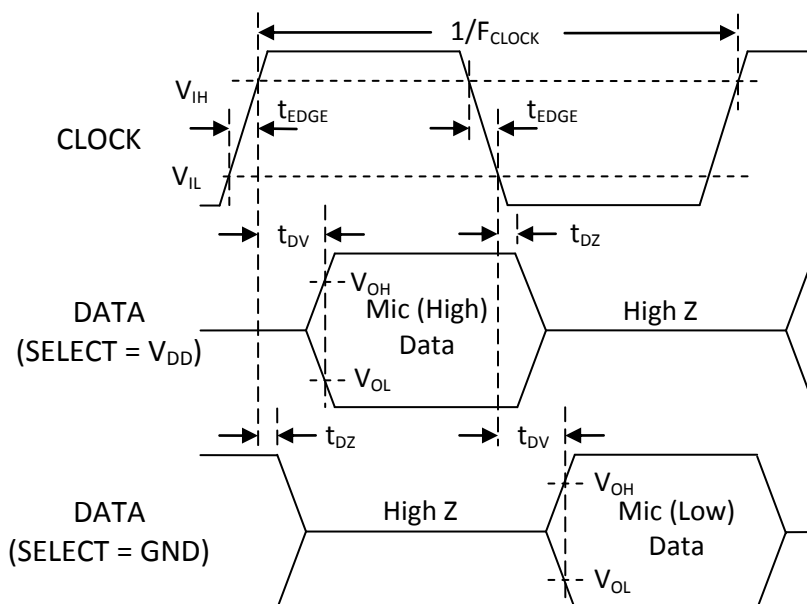 1/FCLOCK
VIH
tEDGE
tEDGE
CLOCK
VIL
tDV
tDZ
VOH
DATA
(SELECT = VDD)
Mic (High)
Data
High Z
VOL
tDZ
tDV
VOH
DATA
(SELECT = GND)
High Z
Mic (Low)
Data
VOL